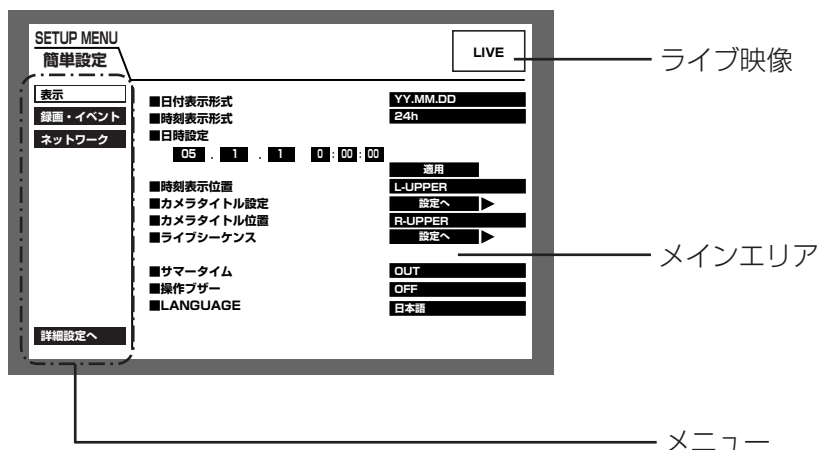 SETUP MENU
簡単設定
LIVE
ライブ映像
表示
録画・イベント
ネットワーク
■日付表示形式 YY.MM.DD
■時刻表示形式 24h
■日時設定
05 . 1 . 1 0 : 00 : 00
適用
■時刻表示位置 L-UPPER
■カメラタイトル設定 設定へ ▶
■カメラタイトル位置 R-UPPER
■ライブシーケンス 設定へ ▶
メインエリア
■サマータイム OUT
■操作ブザー OFF
■LANGUAGE 日本語
詳細設定へ
メニュー